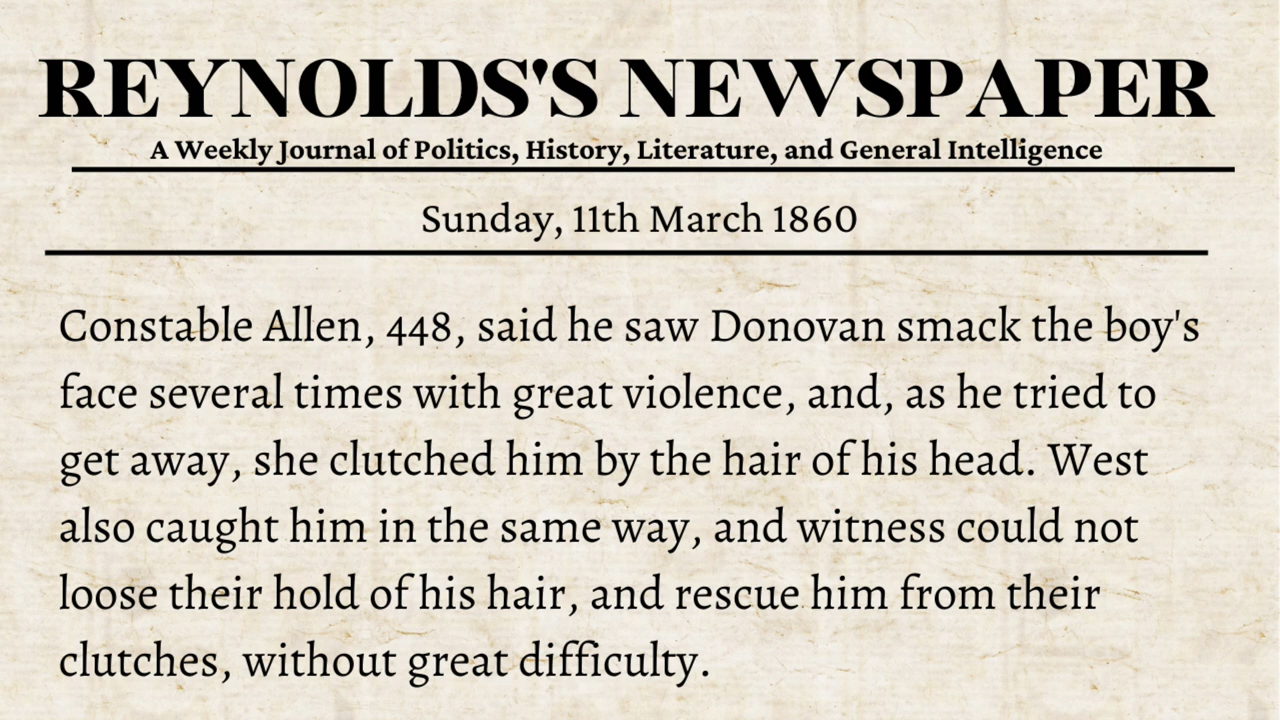 REYNOLDS'S NEWSPAPER
A Weekly Journal of Politics, History, Literature, and General Intelligence
Sunday, 11th March 1860
Constable Allen, 448, said he saw Donovan smack the boy's
face several times with great violence, and, as he tried to
get away, she clutched him by the hair of his head. West
also caught him in the same way, and witness could not
loose their hold of his hair, and rescue him from their
clutches, without great difficulty.